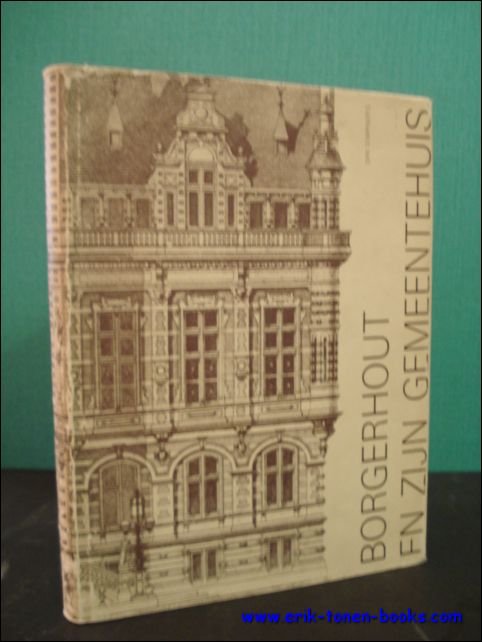 BORGERHOUT
EN ZIJN GEMEENTEHUIS
www.erik-tonen-books.com